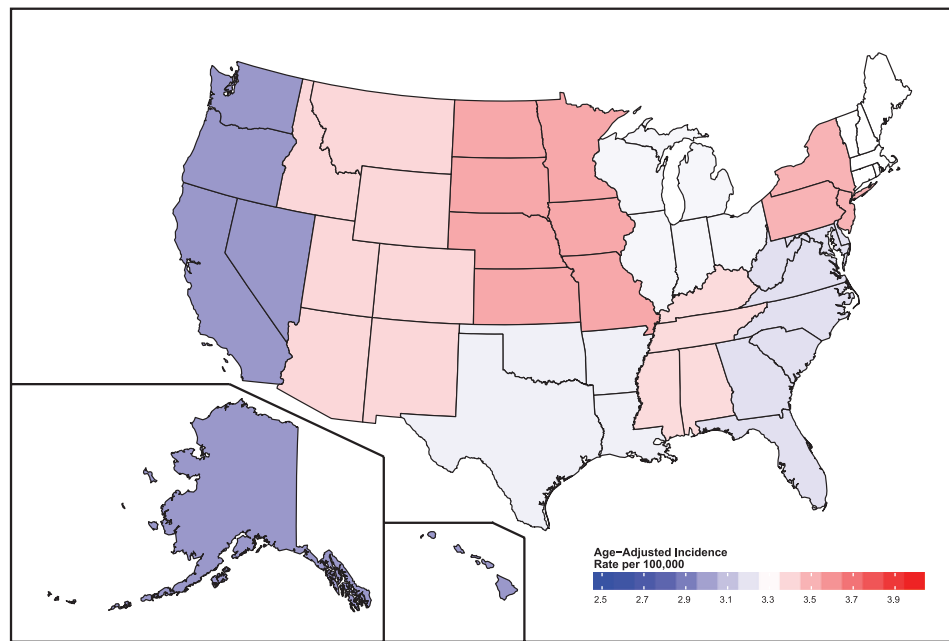 Age−Adjusted Incidence
Rate per 100,000
2.5 2.7 2.9 3.1 3.3 3.5 3.7 3.9